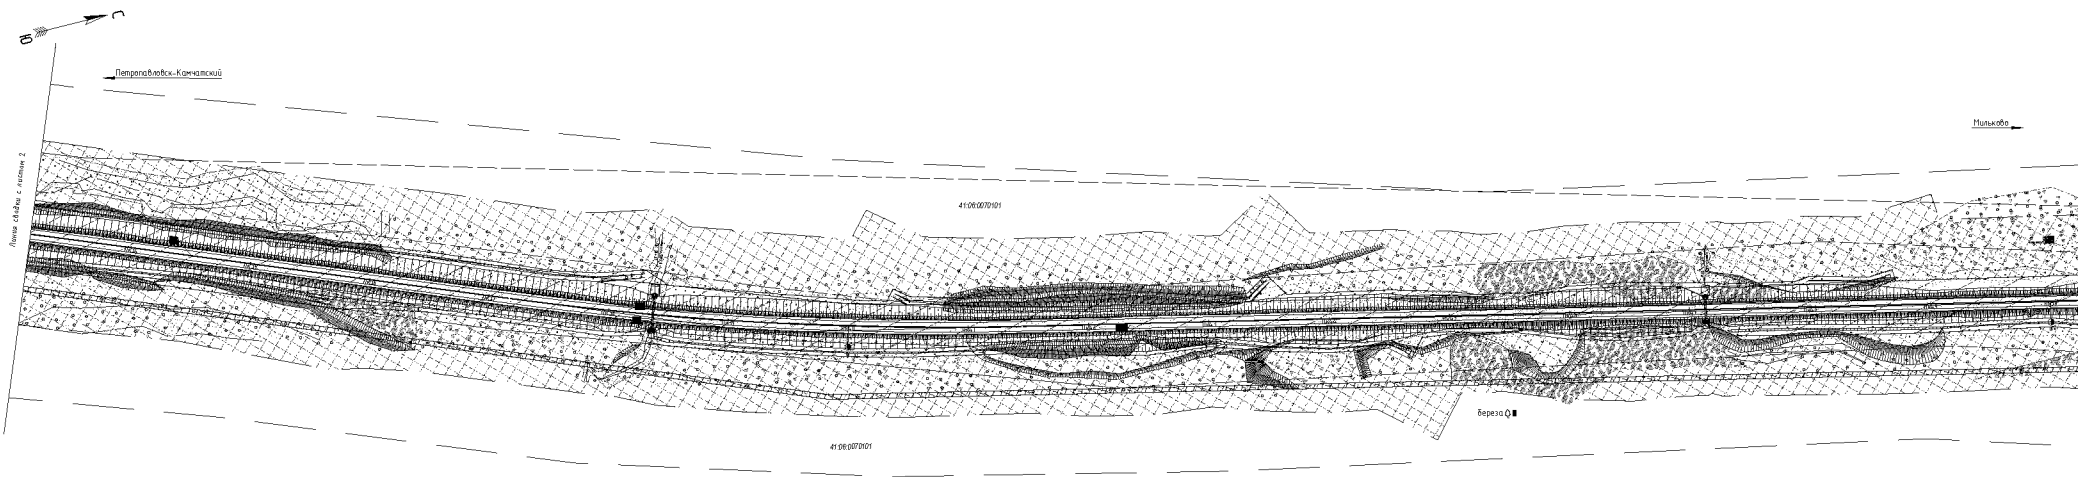 С
Ю
Петропавловск-Камчатский
Мильково
Линия сводки с листом 2
41:06:0070101
береза
41:06:0070101